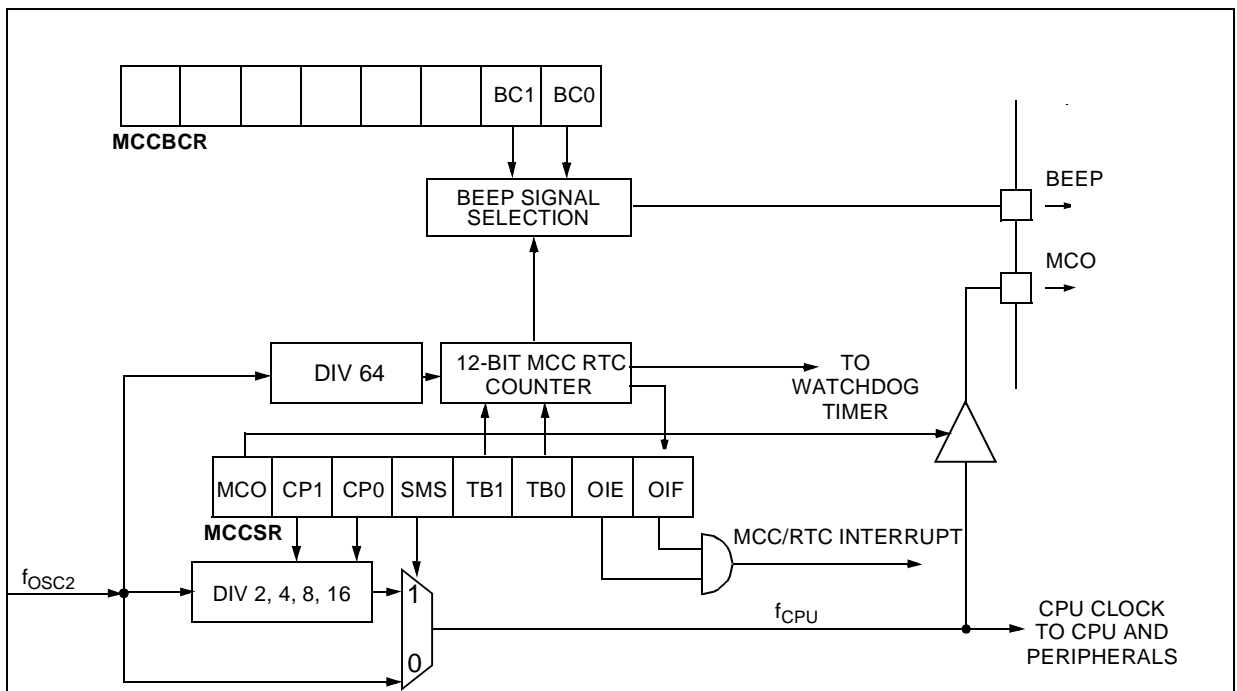 BC1 BC0
MCCBCR
BEEP SIGNAL
SELECTION
BEEP
MCO
DIV 64
12-BIT MCC RTC
COUNTER
TO
WATCHDOG
TIMER
MCO CP1 CP0 SMS TB1 TB0 OIE OIF
MCCSR
MCC/RTC INTERRUPT
fOSC2
DIV 2, 4, 8, 16
1
0
fCPU
CPU CLOCK
TO CPU AND
PERIPHERALS